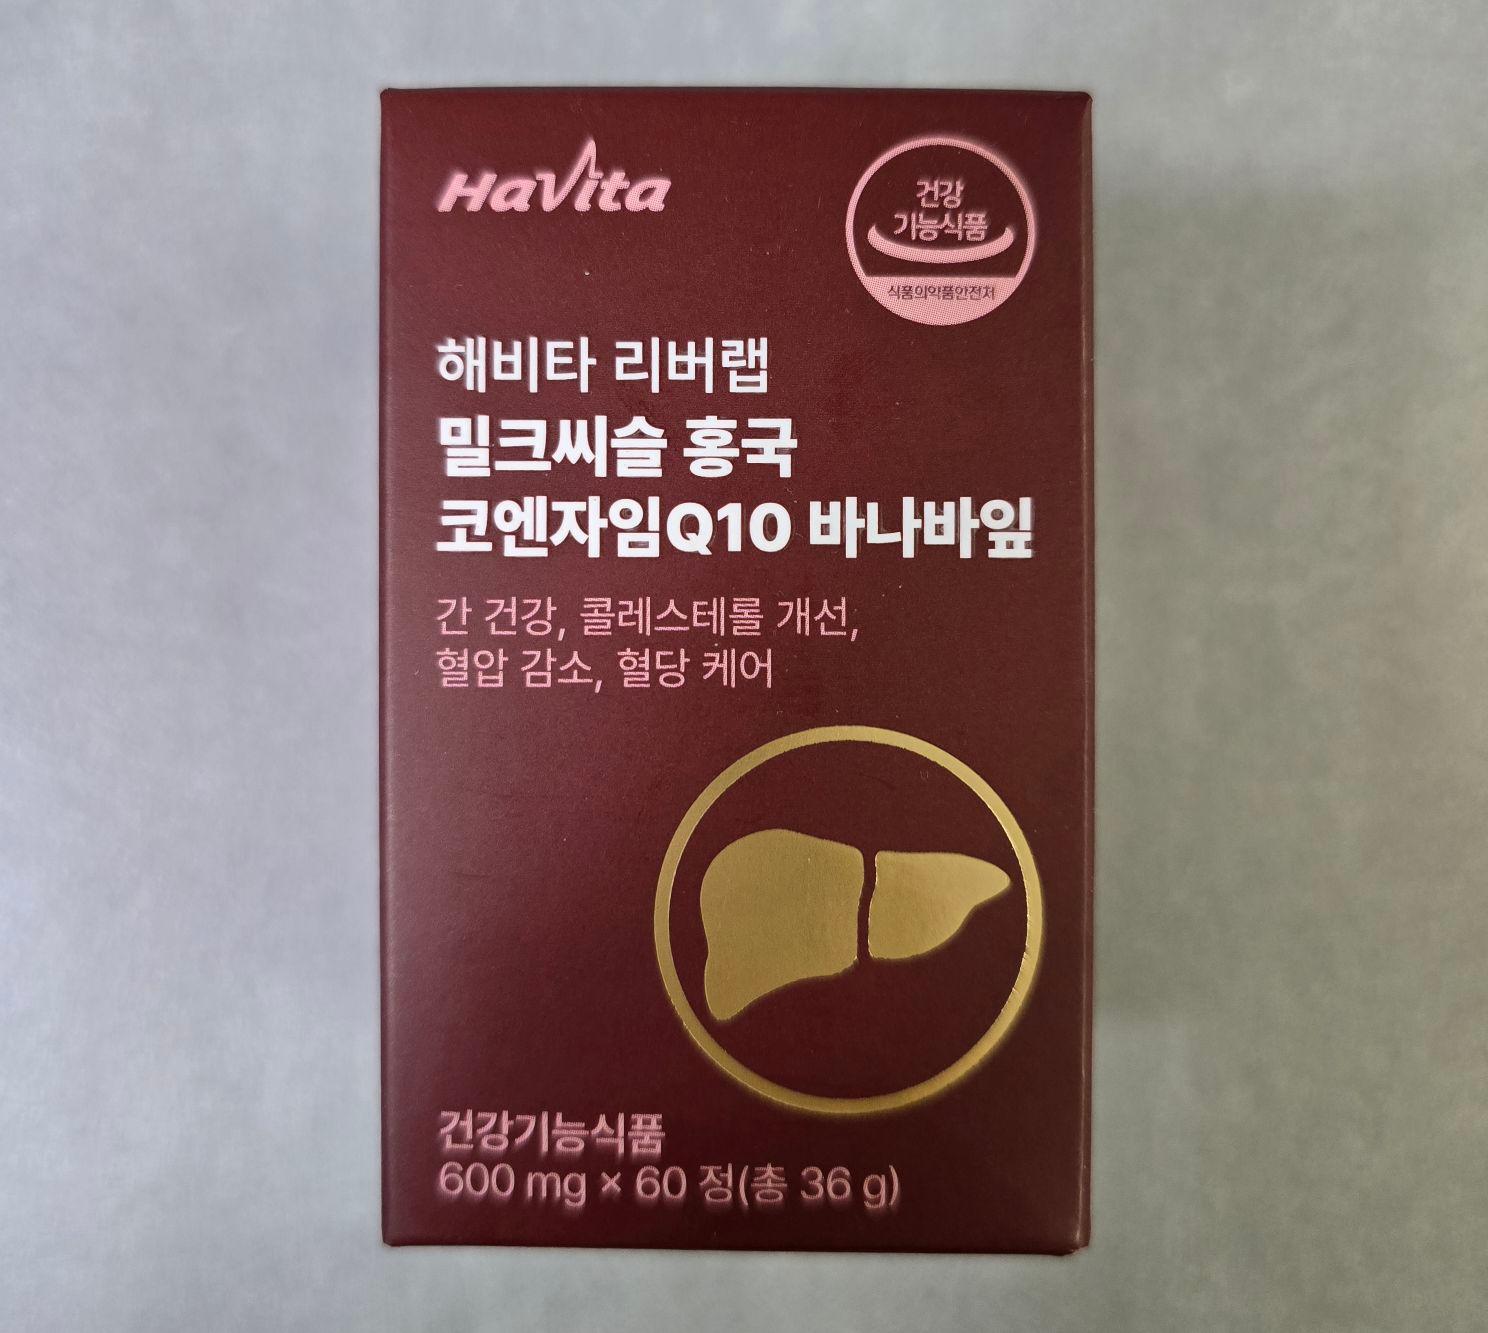 HaVita
건강
기능식품
식품의약품안전처
해비타 리버랩
밀크씨슬 홍국
코엔자임Q10 바나바잎
간 건강, 콜레스테롤 개선,
혈압 감소, 혈당 케어
건강기능식품
600 mg × 60 정(총 36 g)